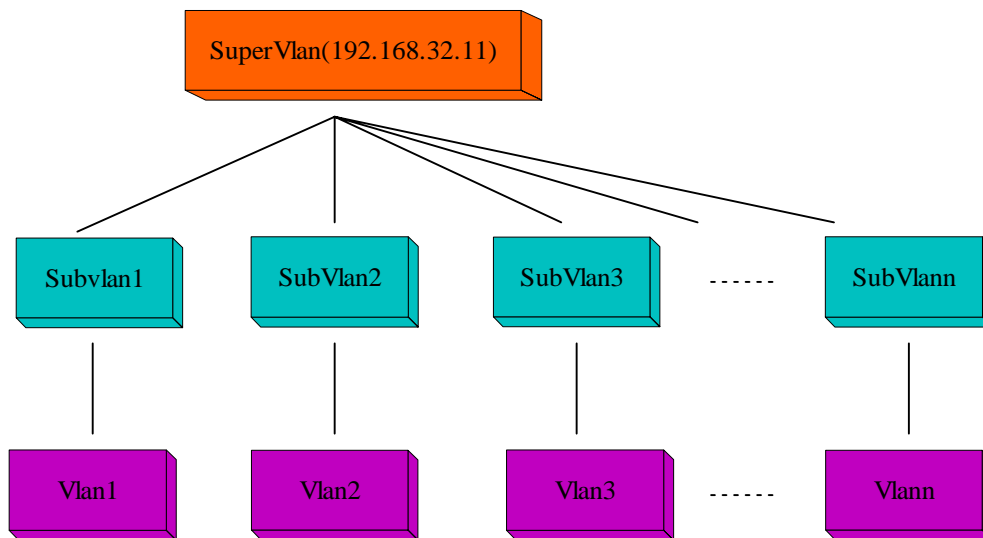 SuperVlan(192.168.32.11)
Subvlan1
SubVlan2
SubVlan3
------
SubVlann
Vlan1
Vlan2
Vlan3
------
Vlann